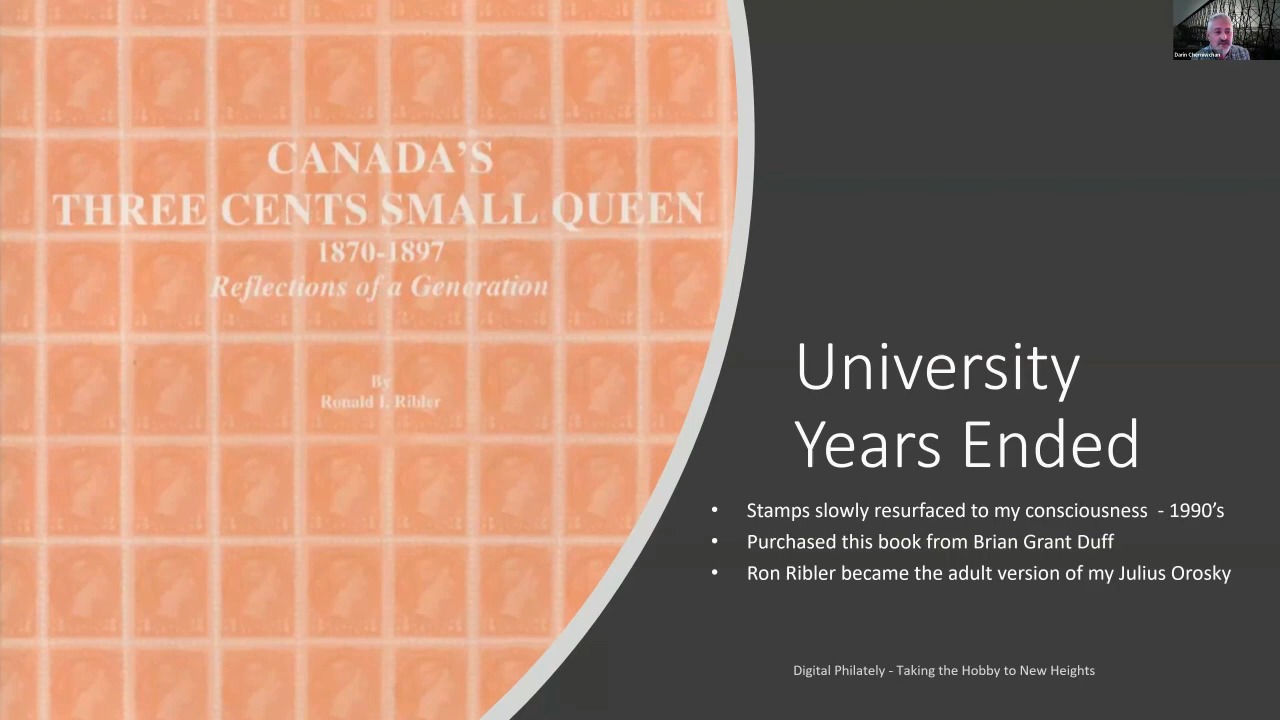 CANADA'S
THREE CENTS SMALL QUEEN
1870-1897
Reflections of a Generation
By
Ronald I. Ribler
University
Years Ended
• Stamps slowly resurfaced to my consciousness - 1990's
• Purchased this book from Brian Grant Duff
• Ron Ribler became the adult version of my Julius Orosky
Digital Philately - Taking the Hobby to New Heights